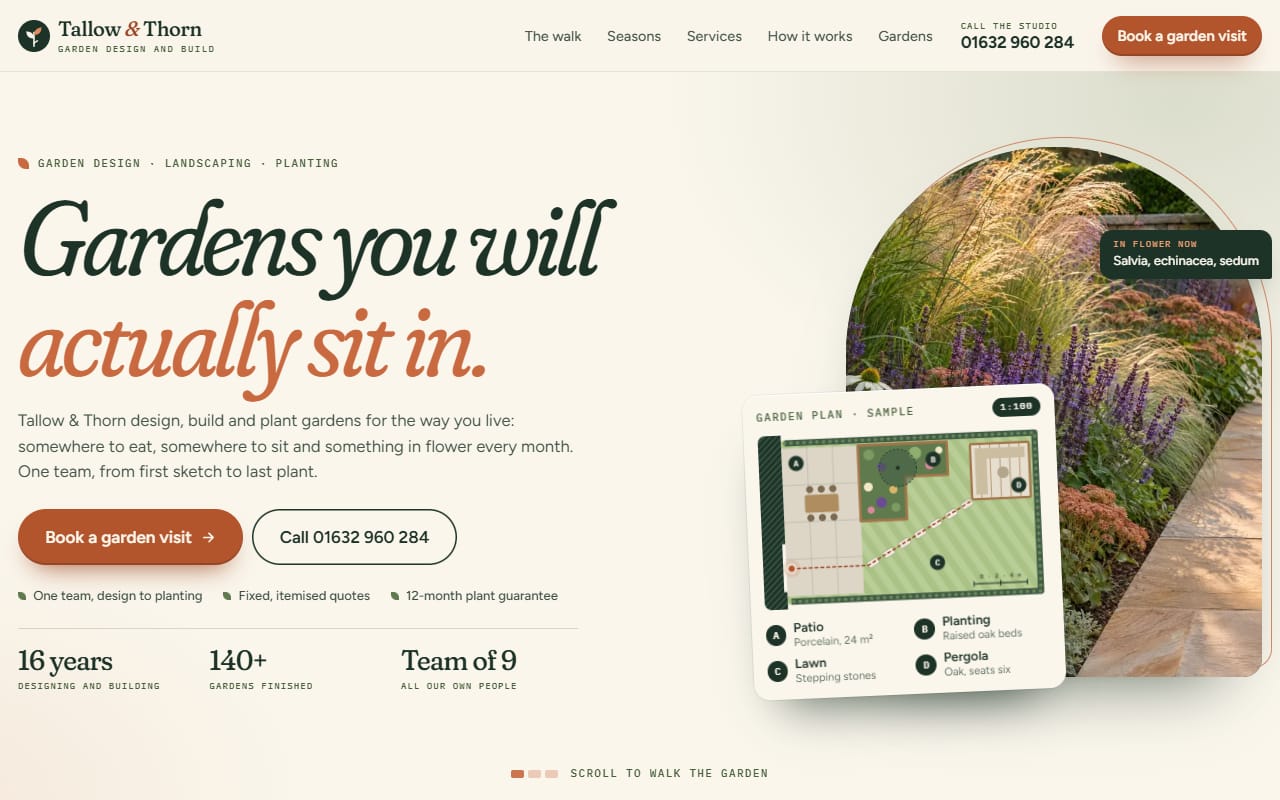 Tallow & Thorn
GARDEN DESIGN AND BUILD
The walk
Seasons
Services
How it works
Gardens
CALL THE STUDIO
01632 960 284
Book a garden visit
GARDEN DESIGN · LANDSCAPING · PLANTING
Gardens you will
actually sit in.
Tallow & Thorn design, build and plant gardens for the way you live:
somewhere to eat, somewhere to sit and something in flower every month.
One team, from first sketch to last plant.
Book a garden visit →
Call 01632 960 284
One team, design to planting
Fixed, itemised quotes
12-month plant guarantee
16 years
DESIGNING AND BUILDING
140+
GARDENS FINISHED
Team of 9
ALL OUR OWN PEOPLE
IN FLOWER NOW
Salvia, echinacea, sedum
GARDEN PLAN · SAMPLE
1:100
A
B
D
C
A Patio
Porcelain, 24 m²
B Planting
Raised oak beds
C Lawn
Stepping stones
D Pergola
Oak, seats six
SCROLL TO WALK THE GARDEN